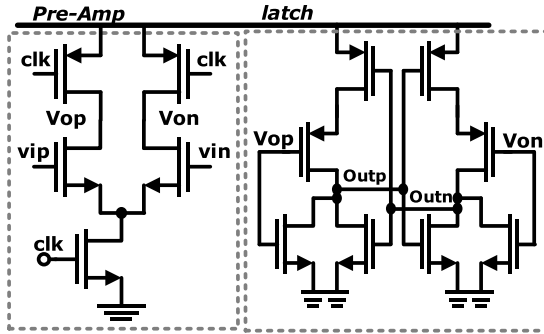 Pre-Amp latch
clk clk
Vop Von
vip vin
clk
Vop Von
Outp
Outn